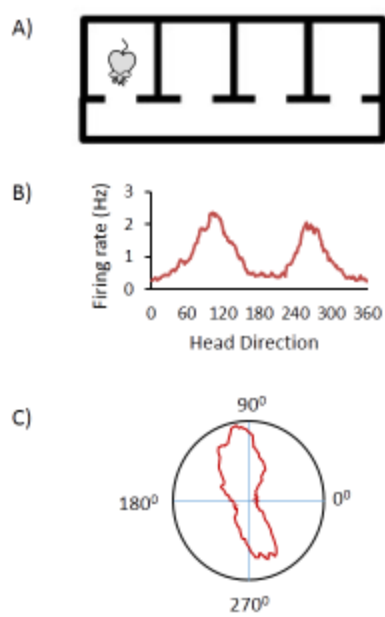 A)
B)
Firing rate (Hz)
3
2
1
0
0 60 120 180 240 300 360
Head Direction
C)
90⁰
180⁰
0⁰
270⁰